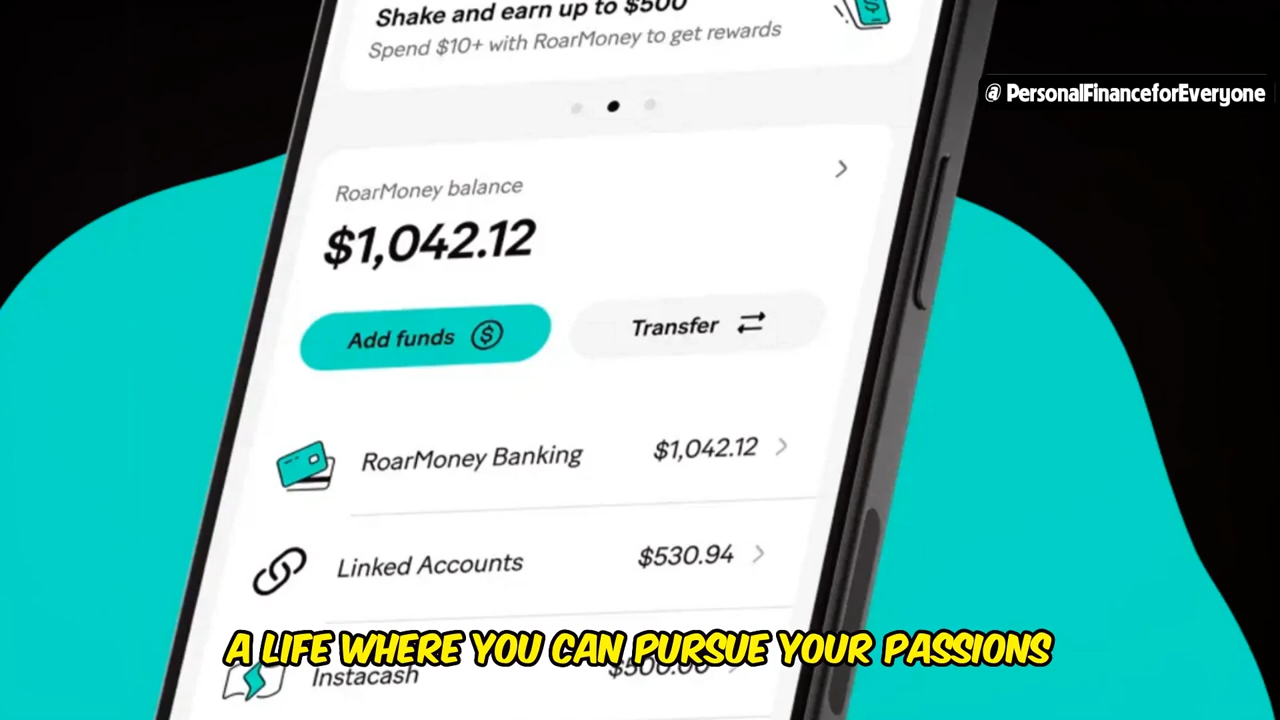 Shake and earn up to $500
Spend $10+ with RoarMoney to get rewards
@ PersonalFinanceforEveryone
RoarMoney balance
$1,042.12
Add funds
Transfer
RoarMoney Banking $1,042.12
Linked Accounts $530.94
A LIFE WHERE YOU CAN PURSUE YOUR PASSIONS
Instacash $500.00